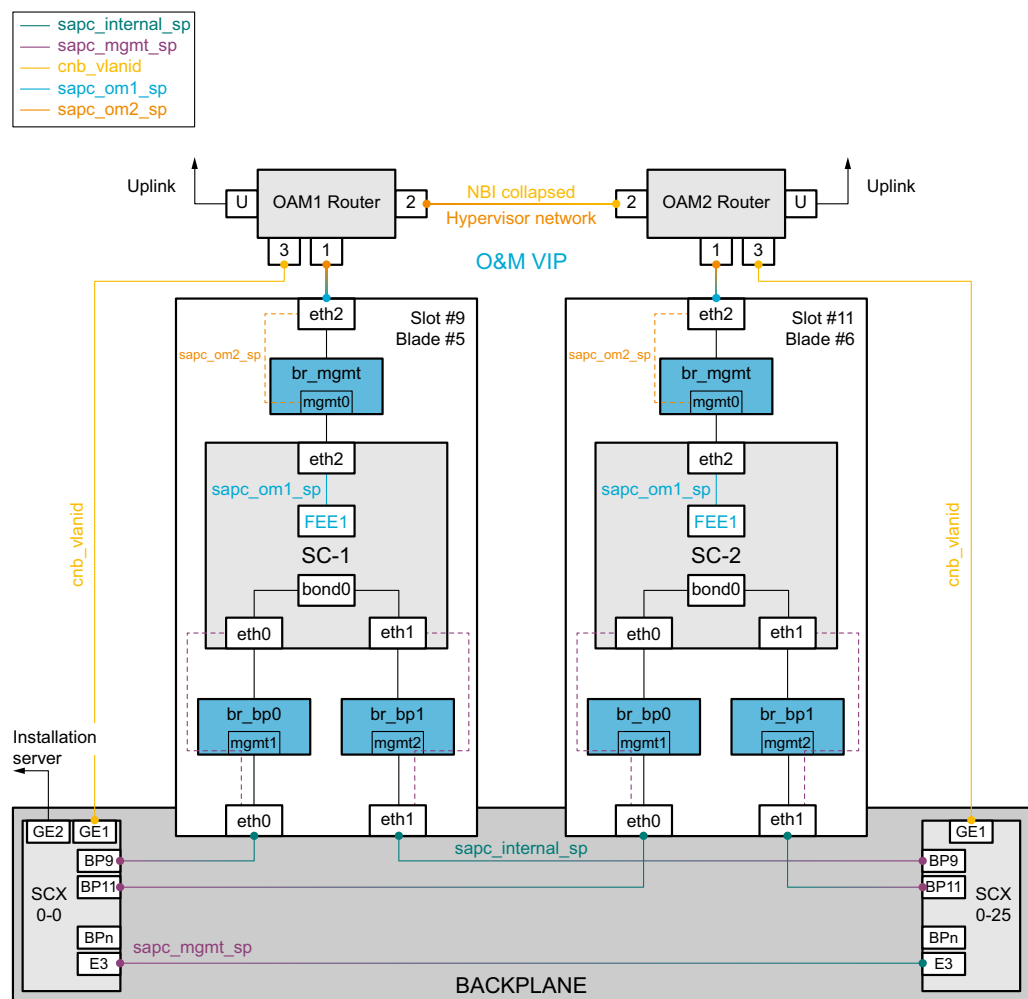 sapc_internal_sp
sapc_mgmt_sp
cnb_vlanid
sapc_om1_sp
sapc_om2_sp
Uplink
U
OAM1 Router
2
3
1
NBI collapsed
Hypervisor network
O&M VIP
2
OAM2 Router
U
1
3
Uplink
eth2
Slot #9
Blade #5
sapc_om2_sp
br_mgmt
mgmt0
eth2
sapc_om1_sp
FEE1
SC-1
bond0
eth0
eth1
br_bp0
mgmt1
br_bp1
mgmt2
eth0
eth1
eth2
Slot #11
Blade #6
sapc_om2_sp
br_mgmt
mgmt0
eth2
sapc_om1_sp
FEE1
SC-2
bond0
eth0
eth1
br_bp0
mgmt1
br_bp1
mgmt2
eth0
eth1
cnb_vlanid
cnb_vlanid
Installation
server
GE2
GE1
BP9
BP11
SCX
0-0
BPn
E3
sapc_internal_sp
sapc_mgmt_sp
GE1
BP9
BP11
SCX
0-25
BPn
E3
BACKPLANE